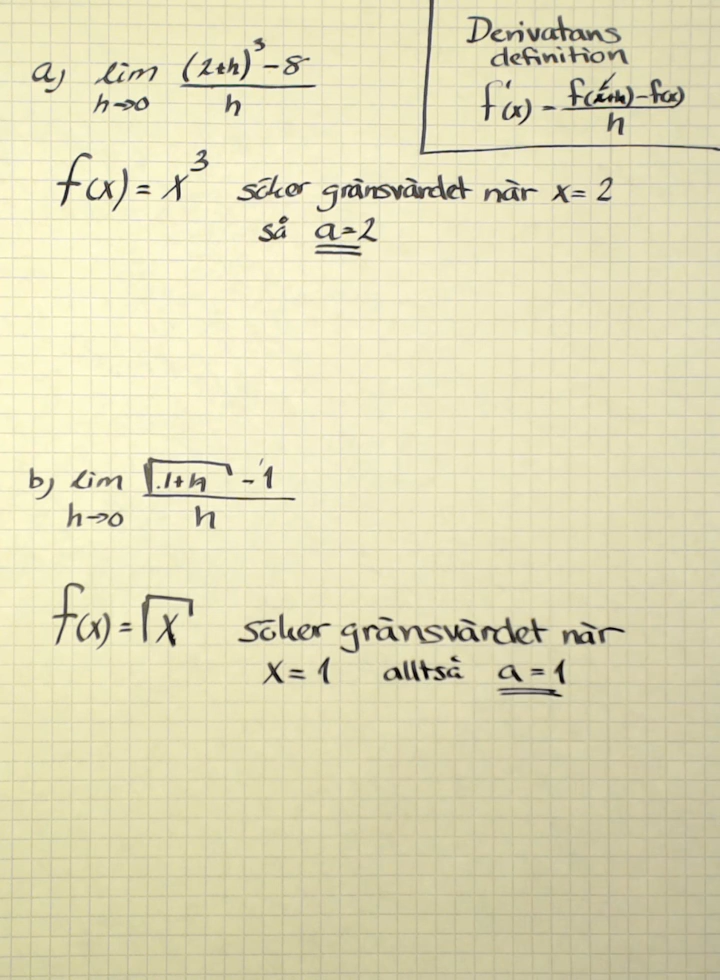 Derivatans
definition
f'(x) - f(x+h)-f(x) / h
a) lim (2+h)³-8 / h
h→0
f(x) = x³ söker gränsvärdet när x= 2
så a=2
b) lim √1+h -1 / h
h→0
f(x) = √x söker gränsvärdet när
x= 1 alltså a = 1